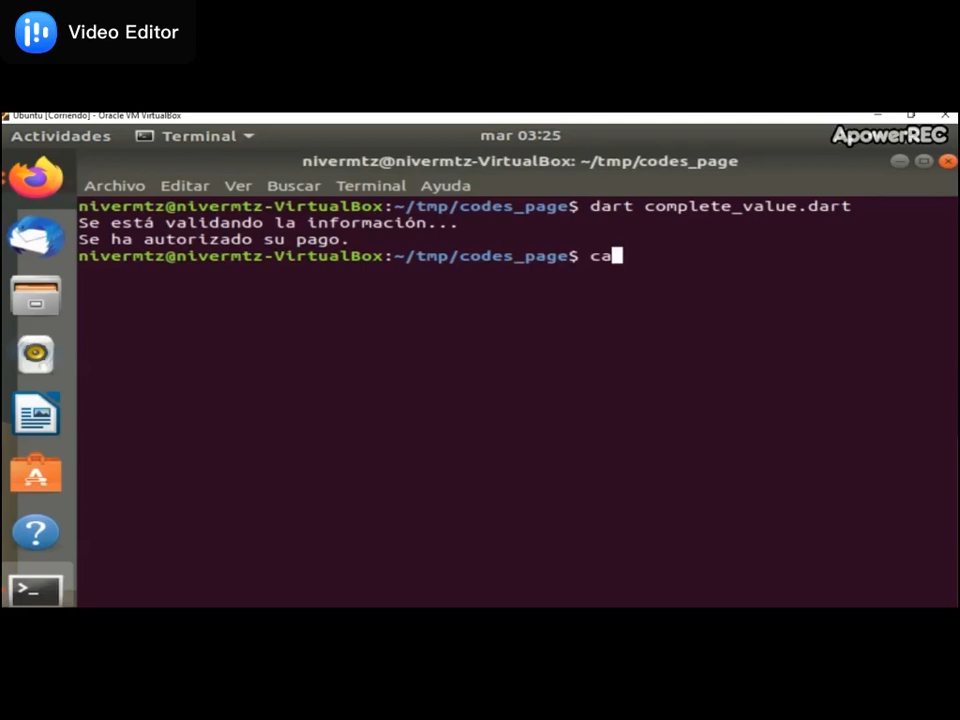 Video Editor
Ubuntu [Corriendo] - Oracle VM VirtualBox
Actividades Terminal mar 03:25 ApowerREC
nivermtz@nivermtz-VirtualBox: ~/tmp/codes_page
Archivo Editar Ver Buscar Terminal Ayuda
nivermtz@nivermtz-VirtualBox:~/tmp/codes_page$ dart complete_value.dart
Se está validando la información...
Se ha autorizado su pago.
nivermtz@nivermtz-VirtualBox:~/tmp/codes_page$ ca